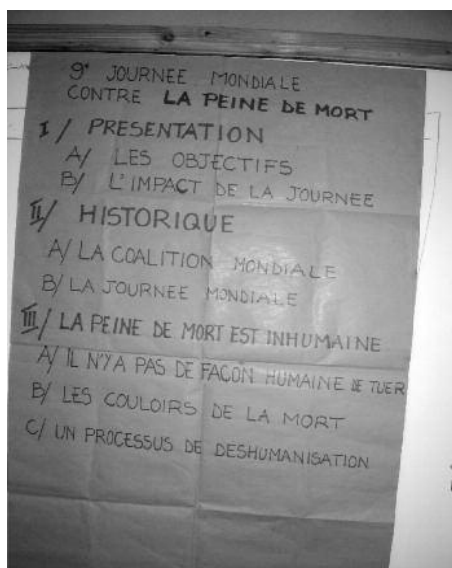 9e JOURNEE MONDIALE
CONTRE LA PEINE DE MORT
I/ PRESENTATION
A/ LES OBJECTIFS
B/ L'IMPACT DE LA JOURNEE
II/ HISTORIQUE
A/ LA COALITION MONDIALE
B/ LA JOURNEE MONDIALE
III/ LA PEINE DE MORT EST INHUMAINE
A/ IL N'Y A PAS DE FAÇON HUMAINE DE TUER
B/ LES COULOIRS DE LA MORT
C/ UN PROCESSUS DE DESHUMANISATION